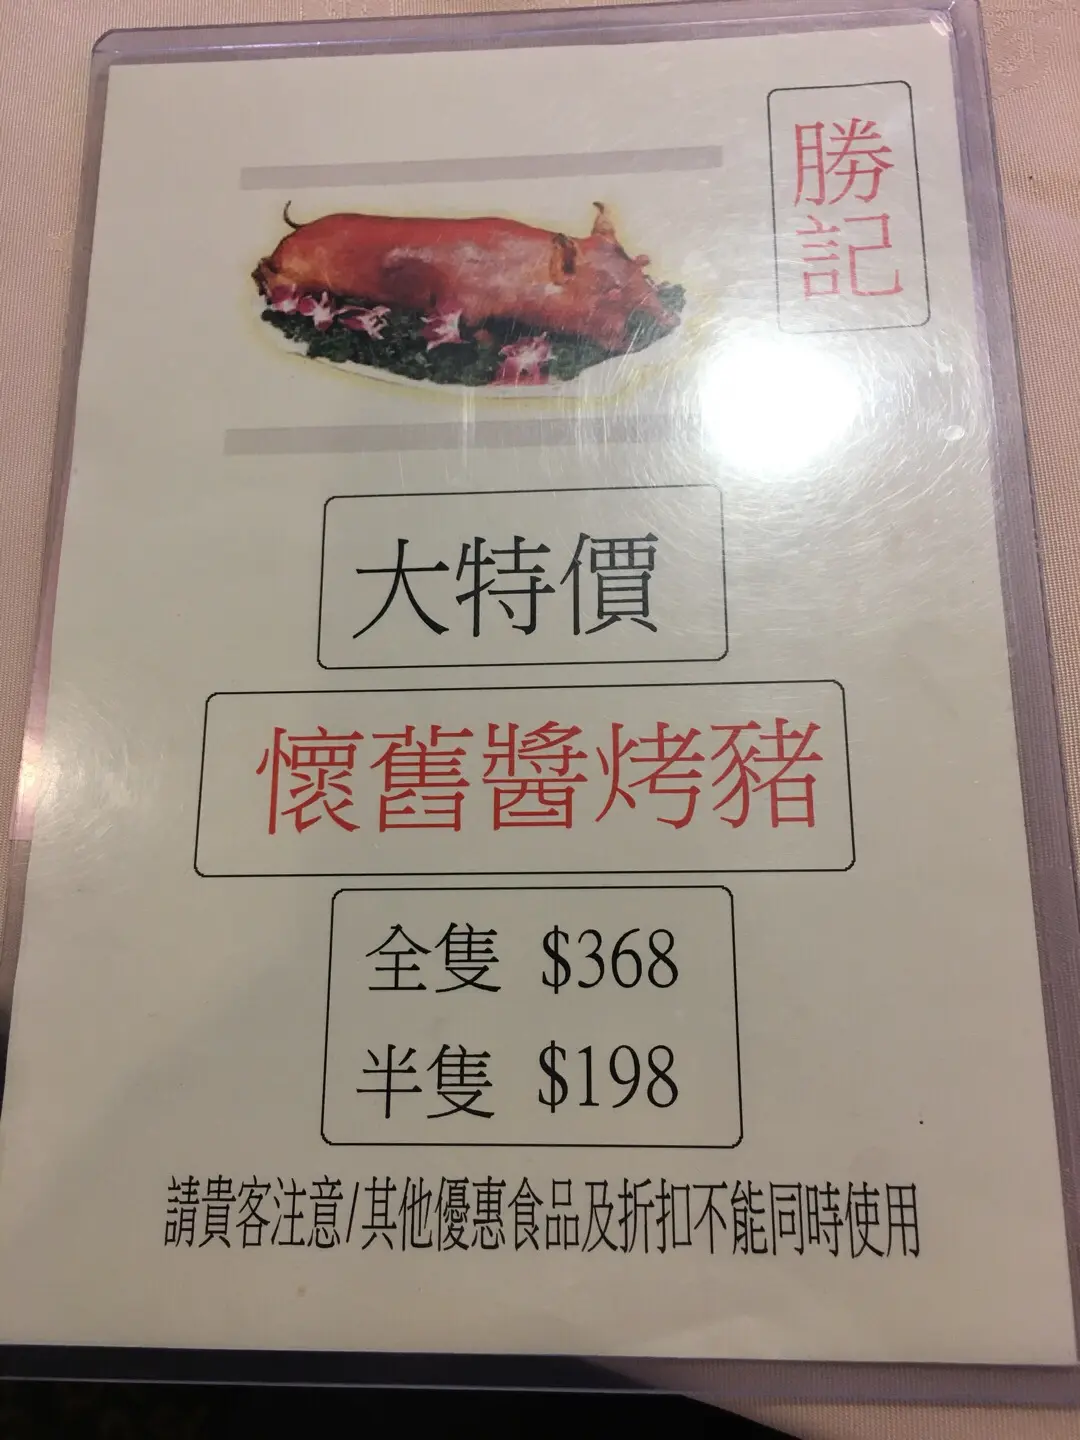 勝記
大特價
懷舊醬烤豬
全隻 $368
半隻 $198
請貴客注意/其他優惠食品及折扣不能同時使用